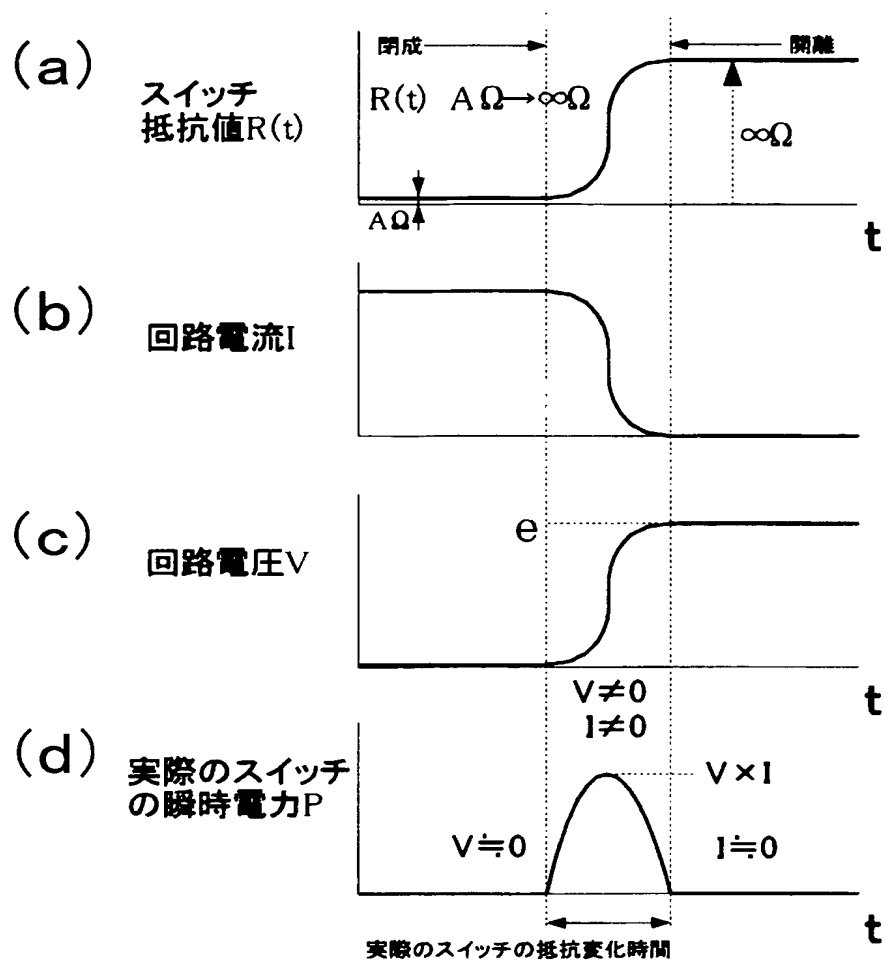 (a)
スイッチ
抵抗値R(t)
閉成
開離
R(t) AΩ→∞Ω
∞Ω
AΩ
t
(b)
回路電流I
(c)
回路電圧V
e
t
V≠0
I≠0
(d)
実際のスイッチ
の瞬時電力P
V×I
V≒0
I≒0
t
実際のスイッチの抵抗変化時間